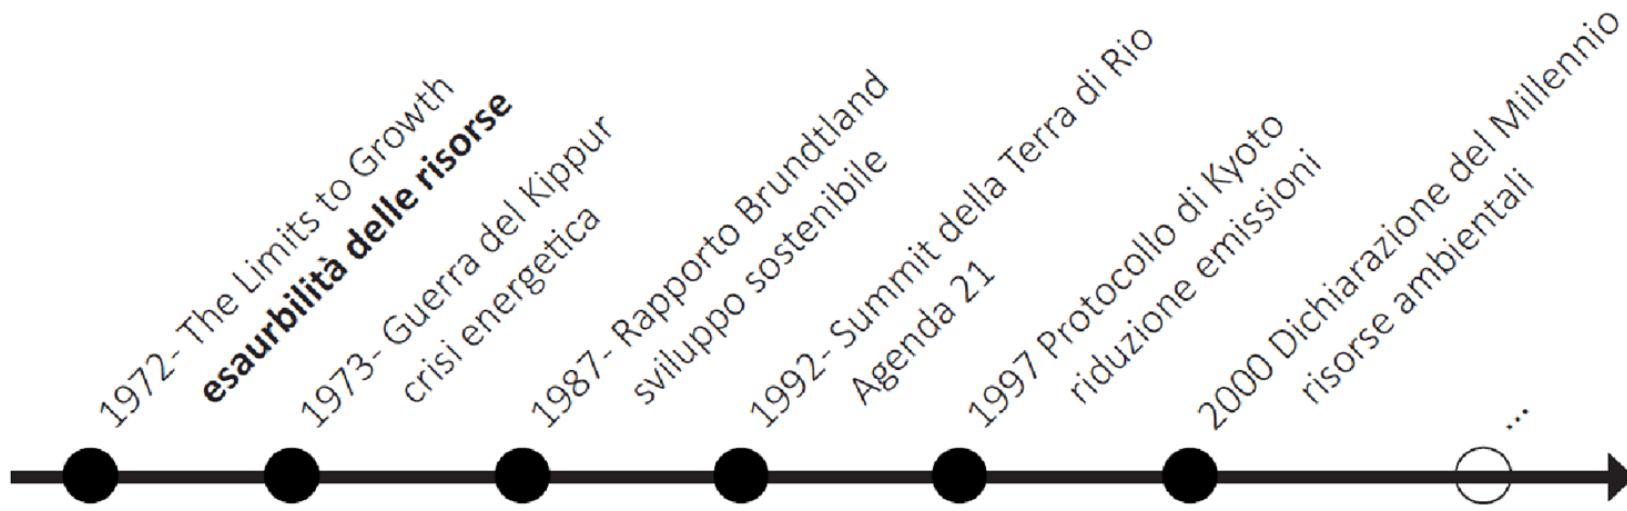 1972- The Limits to Growth
esaurbilità delle risorse
1973- Guerra del Kippur
crisi energetica
1987- Rapporto Brundtland
sviluppo sostenibile
1992- Summit della Terra di Rio
Agenda 21
1997 Protocollo di Kyoto
riduzione emissioni
2000 Dichiarazione del Millennio
risorse ambientali
...